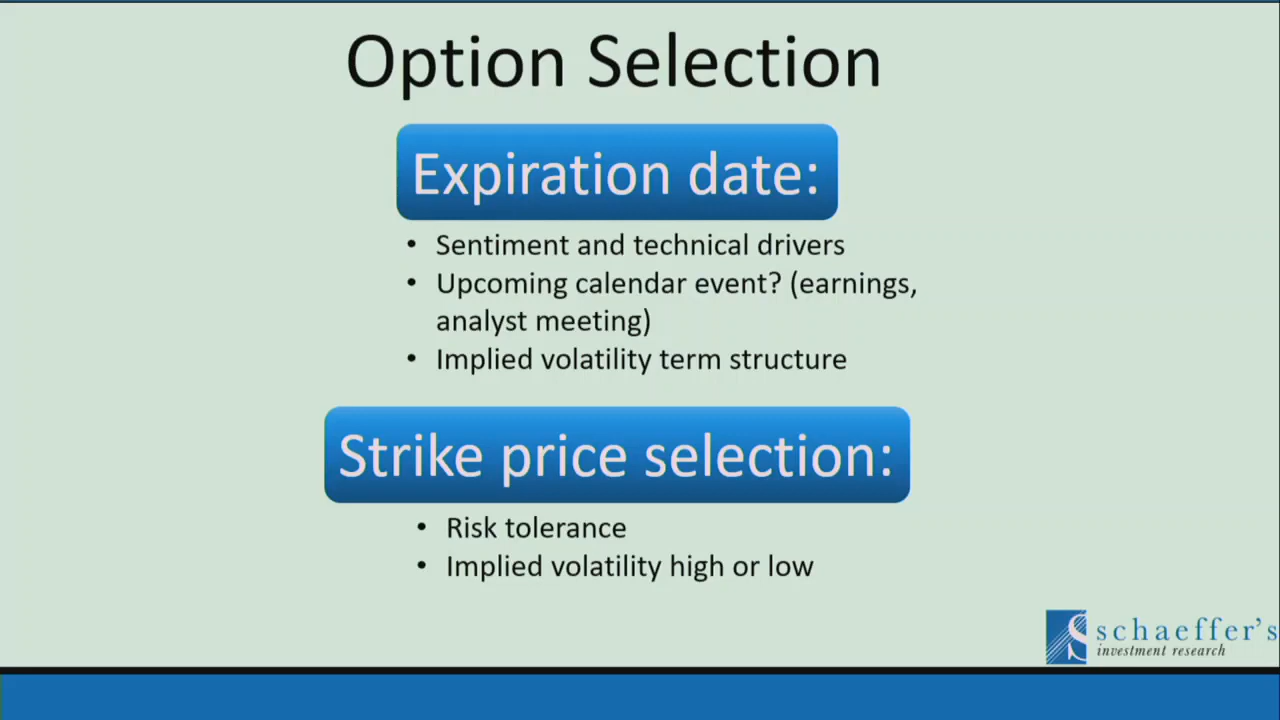 Option Selection
Expiration date:
• Sentiment and technical drivers
• Upcoming calendar event? (earnings,
analyst meeting)
• Implied volatility term structure
Strike price selection:
• Risk tolerance
• Implied volatility high or low
schaeffer's
investment research